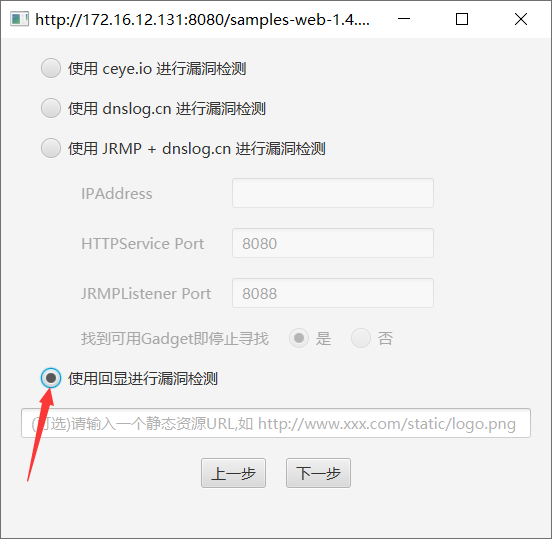 http://172.16.12.131:8080/samples-web-1.4....
使用 ceye.io 进行漏洞检测
使用 dnslog.cn 进行漏洞检测
使用 JRMP + dnslog.cn 进行漏洞检测
IPAddress
HTTPService Port 8080
JRMPListener Port 8088
找到可用Gadget即停止寻找 是 否
使用回显进行漏洞检测
(可选)请输入一个静态资源URL,如 http://www.xxx.com/static/logo.png
上一步 下一步